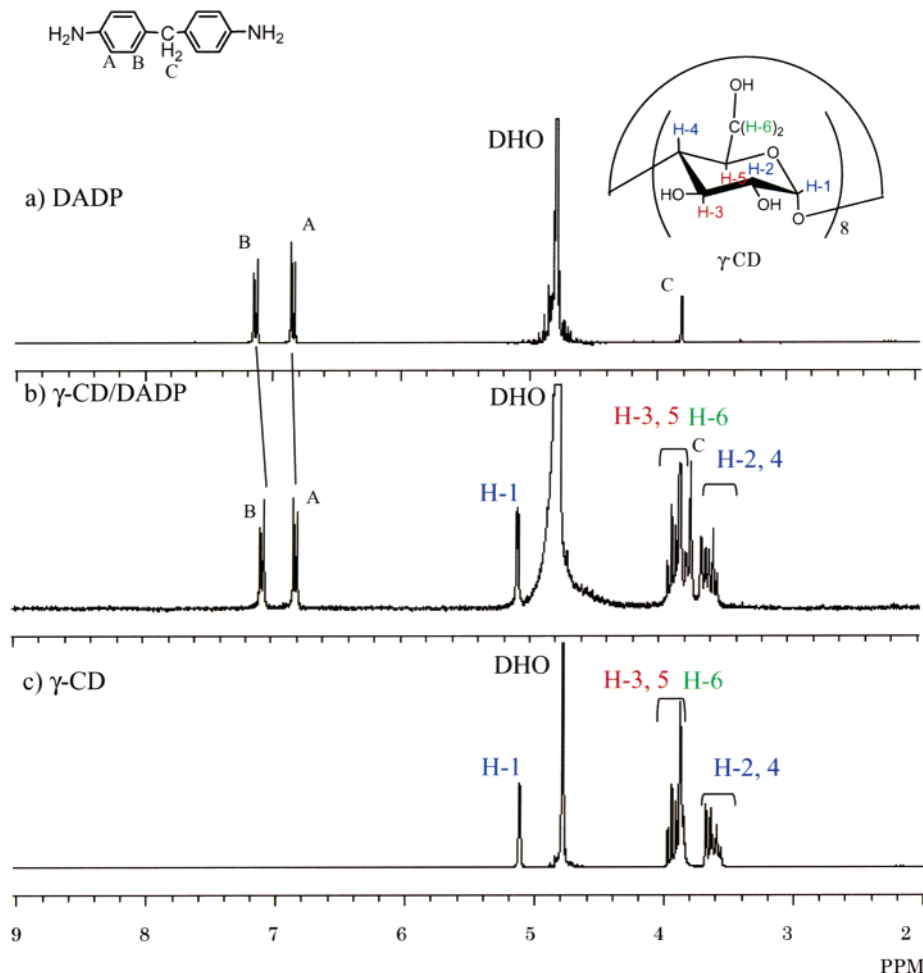 H₂N C NH₂
A B H₂
C
OH
H-4 C(H-6)₂
O
H-5 H-2
HO H-1
H-3 OH O
8
γ-CD
a) DADP
DHO
B A C
b) γ-CD/DADP
DHO
H-3, 5 H-6
C
H-2, 4
B A
H-1
c) γ-CD
DHO
H-3, 5 H-6
H-1
H-2, 4
9 8 7 6 5 4 3 2
PPM